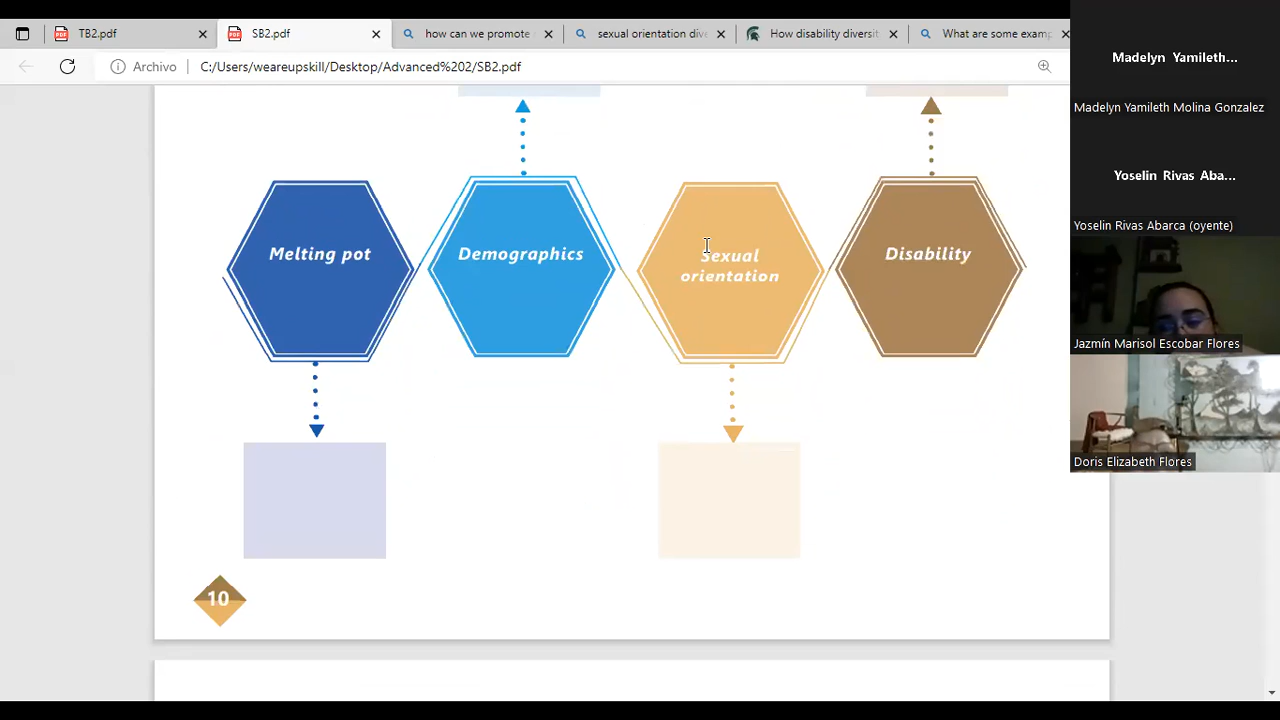 TB2.pdf
SB2.pdf
how can we promote
sexual orientation dive
How disability diversit
What are some examp
Archivo
C:/Users/weareupskill/Desktop/Advanced%202/SB2.pdf
Melting pot
Demographics
Sexual
orientation
Disability
10
Madelyn Yamileth...
Madelyn Yamileth Molina Gonzalez
Yoselin Rivas Aba...
Yoselin Rivas Abarca (oyente)
Jazmín Marisol Escobar Flores
Doris Elizabeth Flores